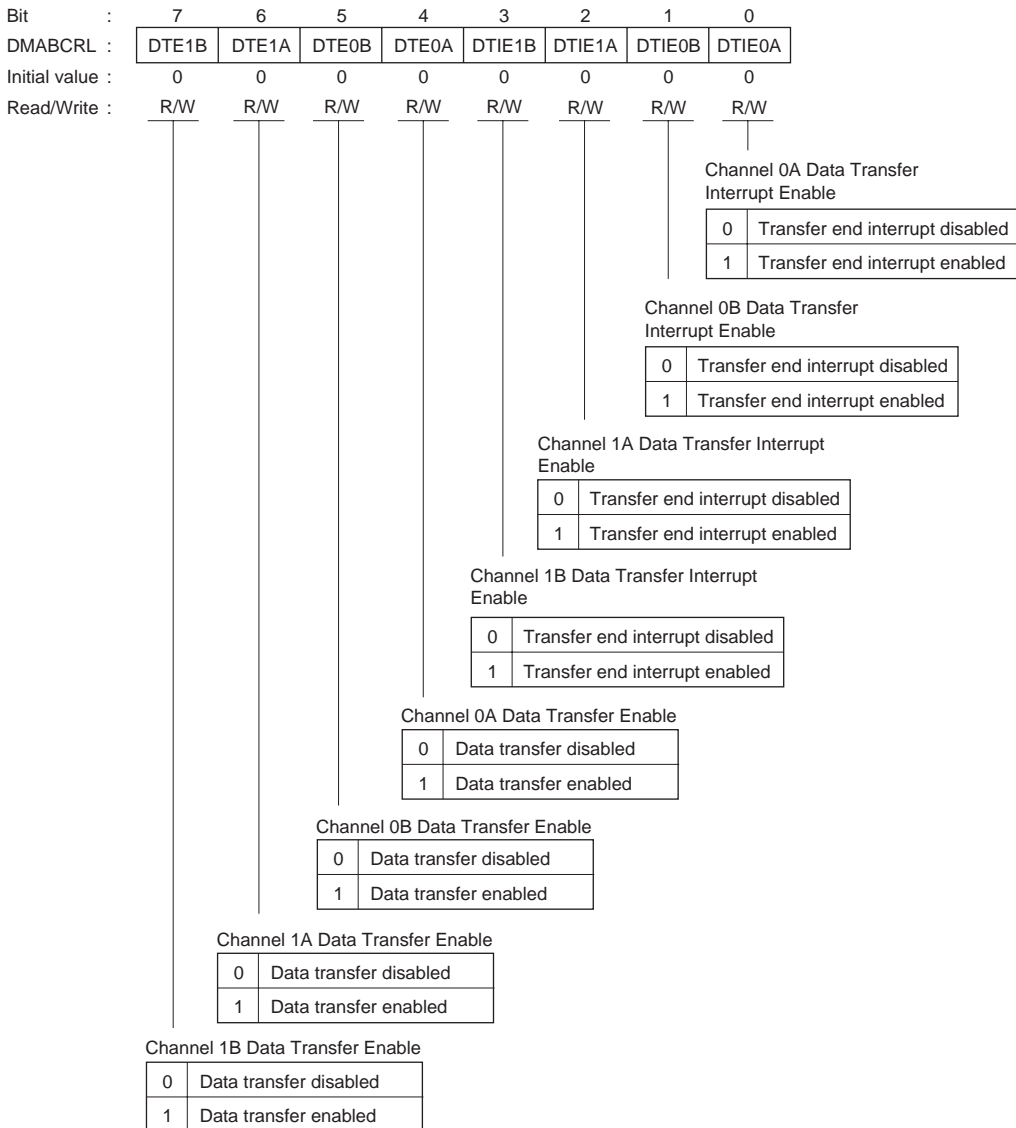 Bit : 7 6 5 4 3 2 1 0
DMABCRL : DTE1B DTE1A DTE0B DTE0A DTIE1B DTIE1A DTIE0B DTIE0A
Initial value : 0 0 0 0 0 0 0 0
Read/Write : R/W R/W R/W R/W R/W R/W R/W R/W
Channel 0A Data Transfer
Interrupt Enable
0 Transfer end interrupt disabled
1 Transfer end interrupt enabled
Channel 0B Data Transfer
Interrupt Enable
0 Transfer end interrupt disabled
1 Transfer end interrupt enabled
Channel 1A Data Transfer Interrupt
Enable
0 Transfer end interrupt disabled
1 Transfer end interrupt enabled
Channel 1B Data Transfer Interrupt
Enable
0 Transfer end interrupt disabled
1 Transfer end interrupt enabled
Channel 0A Data Transfer Enable
0 Data transfer disabled
1 Data transfer enabled
Channel 0B Data Transfer Enable
0 Data transfer disabled
1 Data transfer enabled
Channel 1A Data Transfer Enable
0 Data transfer disabled
1 Data transfer enabled
Channel 1B Data Transfer Enable
0 Data transfer disabled
1 Data transfer enabled